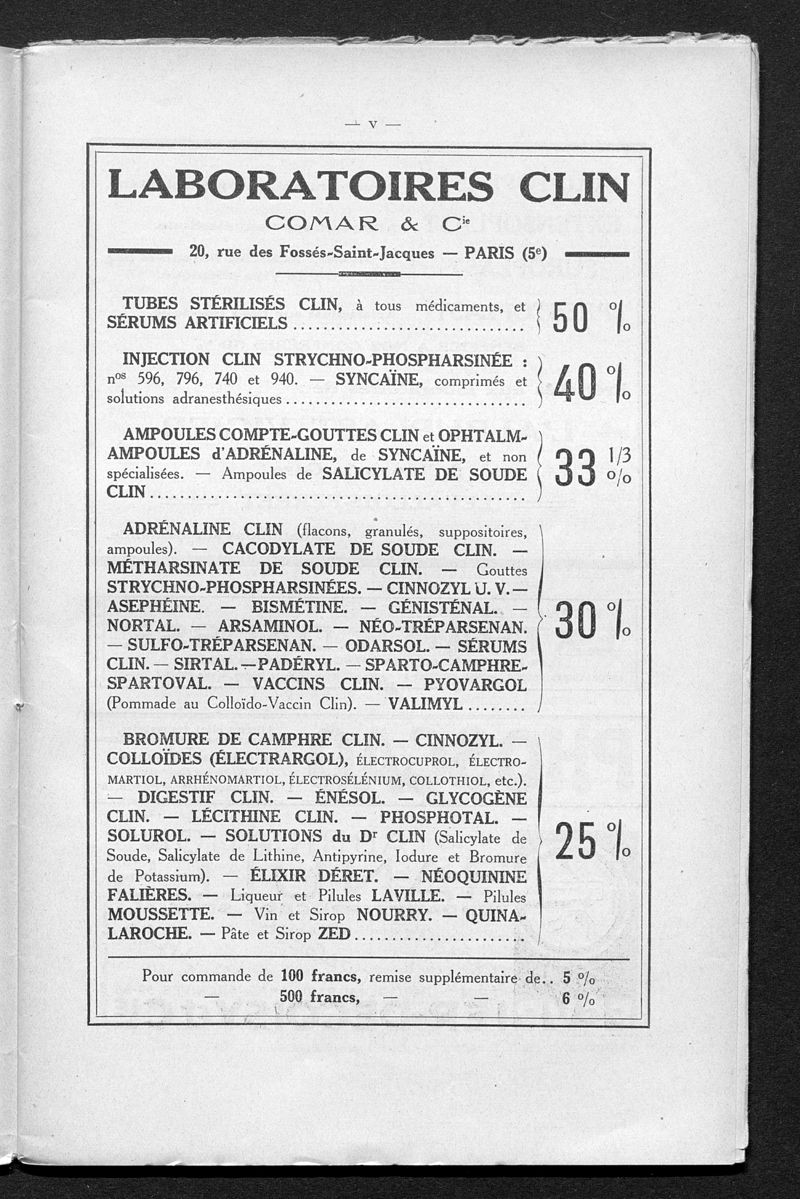 — V —
LABORATOIRES CLIN
COMAR & Cie
20, rue des Fossés-Saint-Jacques — PARIS (5e)
TUBES STÉRILISÉS CLIN, à tous médicaments, et
SÉRUMS ARTIFICIELS .............................. 50 %
INJECTION CLIN STRYCHNO-PHOSPHARSINÉE :
nos 596, 796, 740 et 940. — SYNCAÏNE, comprimés et
solutions adranesthésiques ............................... 40 %
AMPOULES COMPTE-GOUTTES CLIN et OPHTALM-
AMPOULES d'ADRÉNALINE, de SYNCAÏNE, et non
spécialisées. — Ampoules de SALICYLATE DE SOUDE
CLIN .................................................. 33 1/3 %
ADRÉNALINE CLIN (flacons, granulés, suppositoires,
ampoules). — CACODYLATE DE SOUDE CLIN. —
MÉTHARSINATE DE SOUDE CLIN. — Gouttes
STRYCHNO-PHOSPHARSINÉES. — CINNOZYL U. V. —
ASEPHÉINE. — BISMÉTINE. — GÉNISTÉNAL. —
NORTAL. — ARSAMINOL. — NÉO-TRÉPARSENAN.
— SULFO-TRÉPARSENAN. — ODARSOL. — SÉRUMS
CLIN. — SIRTAL. — PADÉRYL. — SPARTO-CAMPHRE-
SPARTOVAL. — VACCINS CLIN. — PYOVARGOL
(Pommade au Colloïdo-Vaccin Clin). — VALIMYL ........ 30 %
BROMURE DE CAMPHRE CLIN. — CINNOZYL. —
COLLOÏDES (ÉLECTRARGOL), ÉLECTROCUPROL, ÉLECTRO-
MARTIOL, ARRHÉNOMARTIOL, ÉLECTROSÉLÉNIUM, COLLOTHIOL, etc.).
— DIGESTIF CLIN. — ÉNÉSOL. — GLYCOGÈNE
CLIN. — LÉCITHINE CLIN. — PHOSPHOTAL. —
SOLUROL. — SOLUTIONS du Dr CLIN (Salicylate de
Soude, Salicylate de Lithine, Antipyrine, Iodure et Bromure
de Potassium). — ÉLIXIR DÉRET. — NÉOQUININE
FALIÈRES. — Liqueur et Pilules LAVILLE. — Pilules
MOUSSETTE. — Vin et Sirop NOURRY. — QUINA-
LAROCHE. — Pâte et Sirop ZED ...................... 25 %
Pour commande de 100 francs, remise supplémentaire de.. 5 %
— 500 francs, — — 6 %